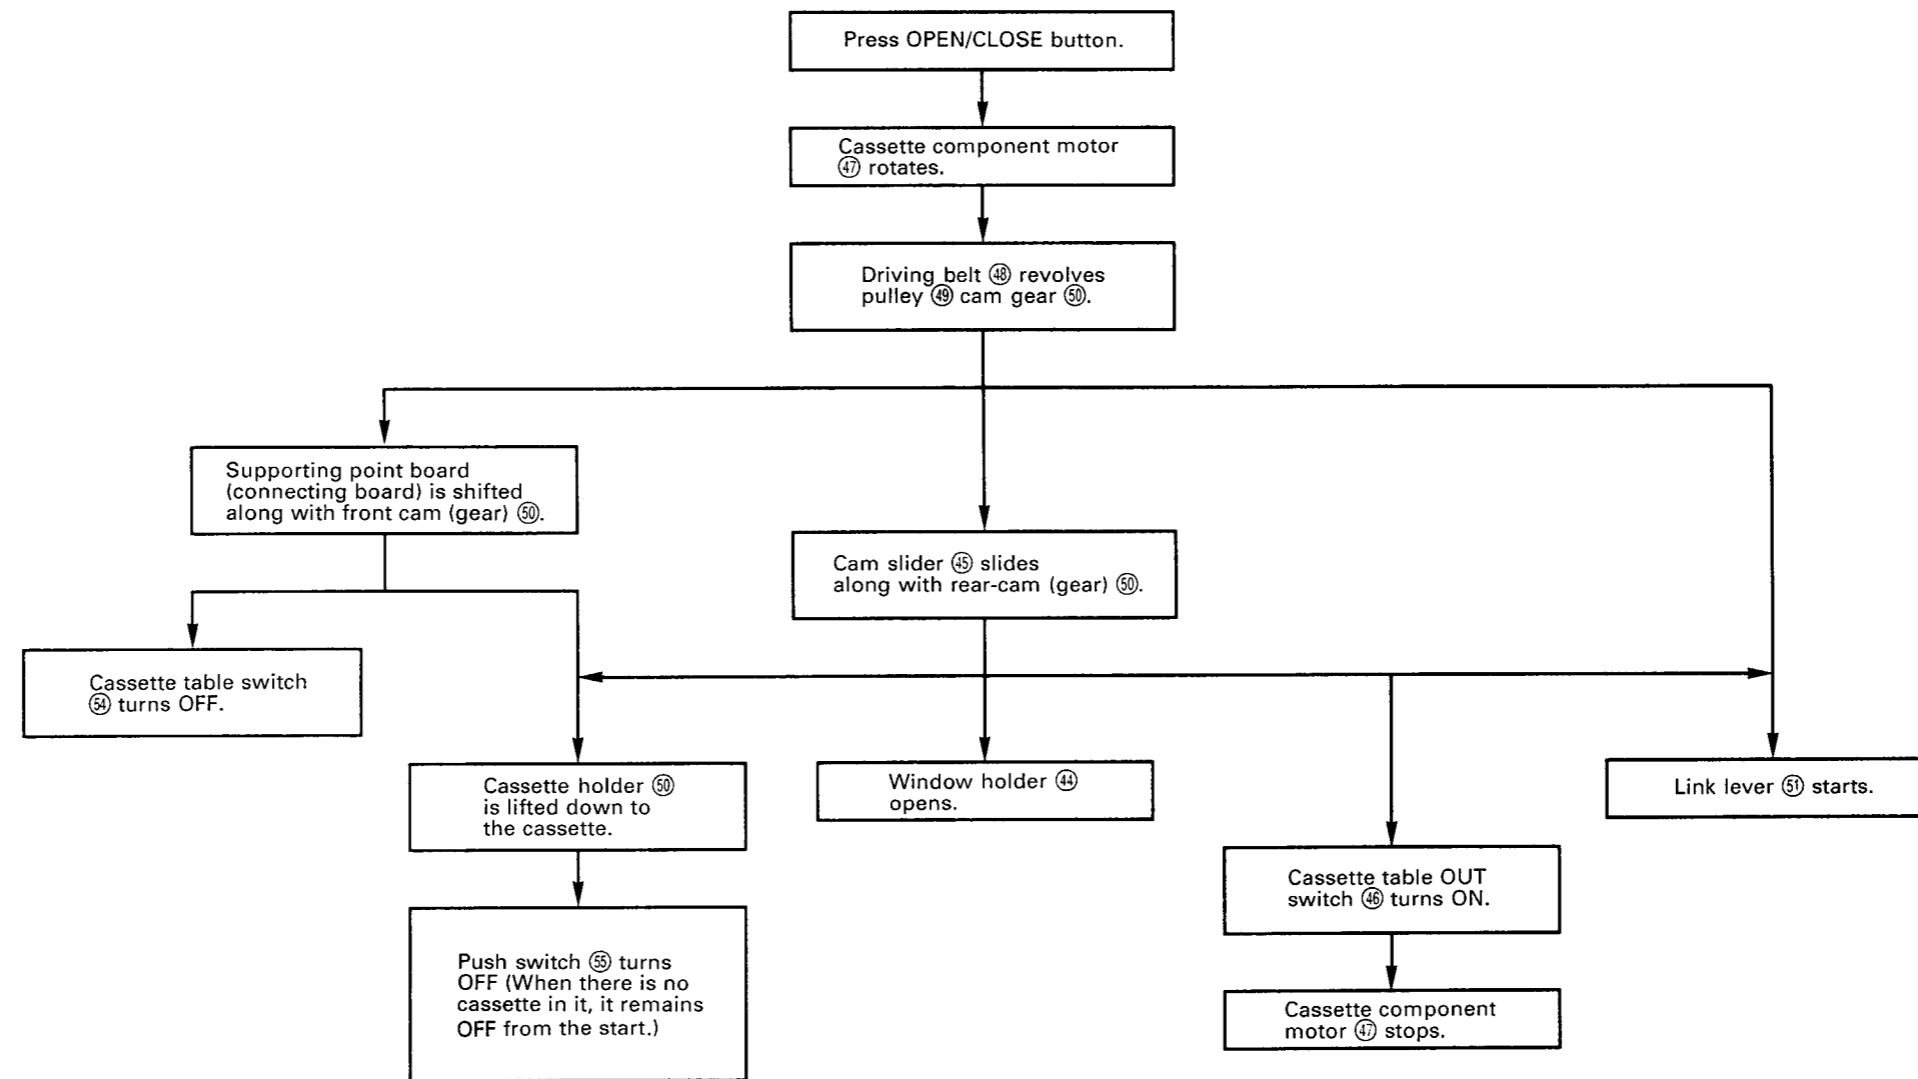 Press OPEN/CLOSE button.
Cassette component motor
㊼ rotates.
Driving belt ㊽ revolves
pulley ㊾ cam gear ㊿.
Supporting point board
(connecting board) is shifted
along with front cam (gear) ㊿.
Cam slider ㊺ slides
along with rear-cam (gear) ㊿.
Cassette table switch
(54) turns OFF.
Cassette holder ㊿
is lifted down to
the cassette.
Window holder ㊹
opens.
Link lever (51) starts.
Cassette table OUT
switch ㊻ turns ON.
Push switch (55) turns
OFF (When there is no
cassette in it, it remains
OFF from the start.)
Cassette component
motor ㊼ stops.